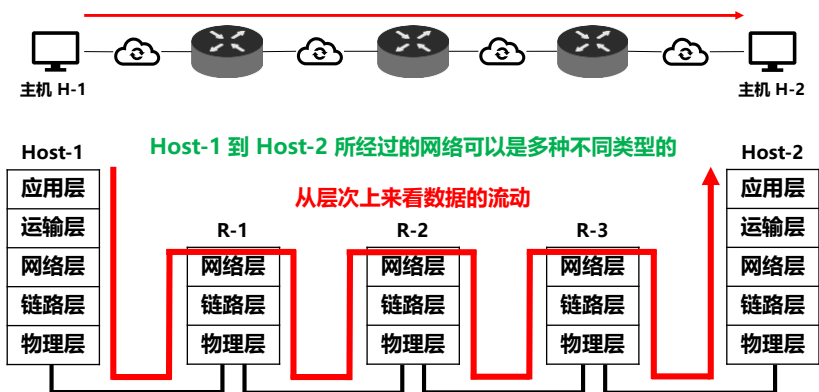 主机 H-1
主机 H-2
Host-1 到 Host-2 所经过的网络可以是多种不同类型的
从层次上来看数据的流动
Host-1
应用层
运输层
网络层
链路层
物理层
R-1
网络层
链路层
物理层
R-2
网络层
链路层
物理层
R-3
网络层
链路层
物理层
Host-2
应用层
运输层
网络层
链路层
物理层